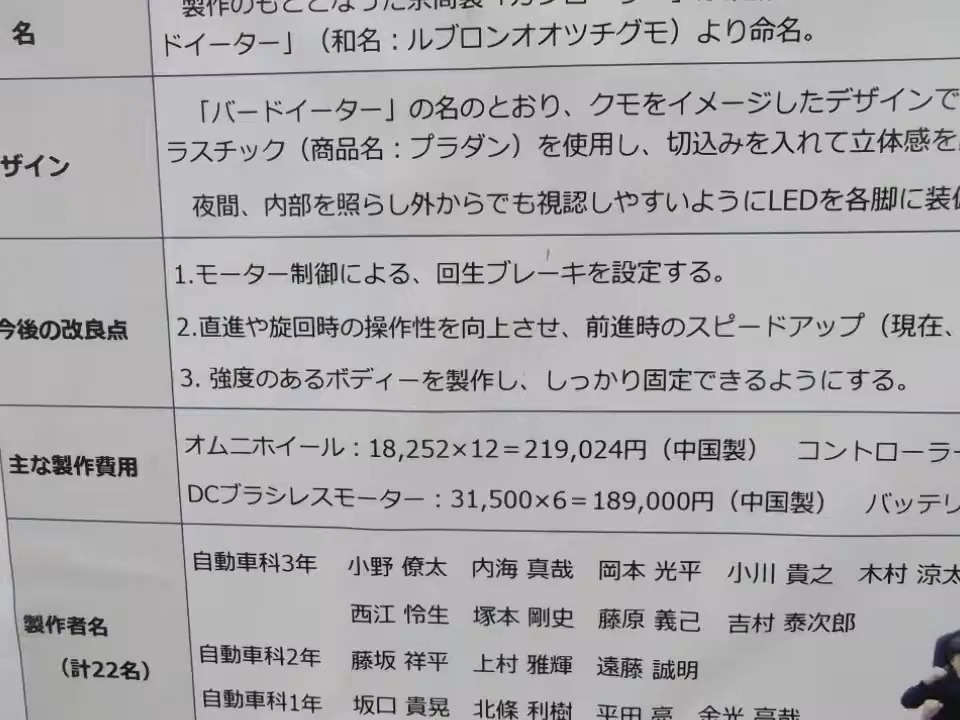 名
製作のもととなった
ドイーター」（和名：ルブロンオオツチグモ）より命名。
ザイン
「バードイーター」の名のとおり、クモをイメージしたデザインで
ラスチック（商品名：プラダン）を使用し、切込みを入れて立体感を
夜間、内部を照らし外からでも視認しやすいようにLEDを各脚に装
今後の改良点
1.モーター制御による、回生ブレーキを設定する。
2.直進や旋回時の操作性を向上させ、前進時のスピードアップ（現在、
3. 強度のあるボディーを製作し、しっかり固定できるようにする。
主な製作費用
オムニホイール：18,252×12＝219,024円（中国製） コントローラー
DCブラシレスモーター：31,500×6＝189,000円（中国製） バッテリ
製作者名
（計22名）
自動車科3年 小野 僚太 内海 真哉 岡本 光平 小川 貴之 木村 涼太
西江 怜生 塚本 剛史 藤原 義己 吉村 泰次郎
自動車科2年 藤坂 祥平 上村 雅輝 遠藤 誠明
自動車科1年 坂口 貴晃 北條 利樹 平田 亮 金光 亮哉